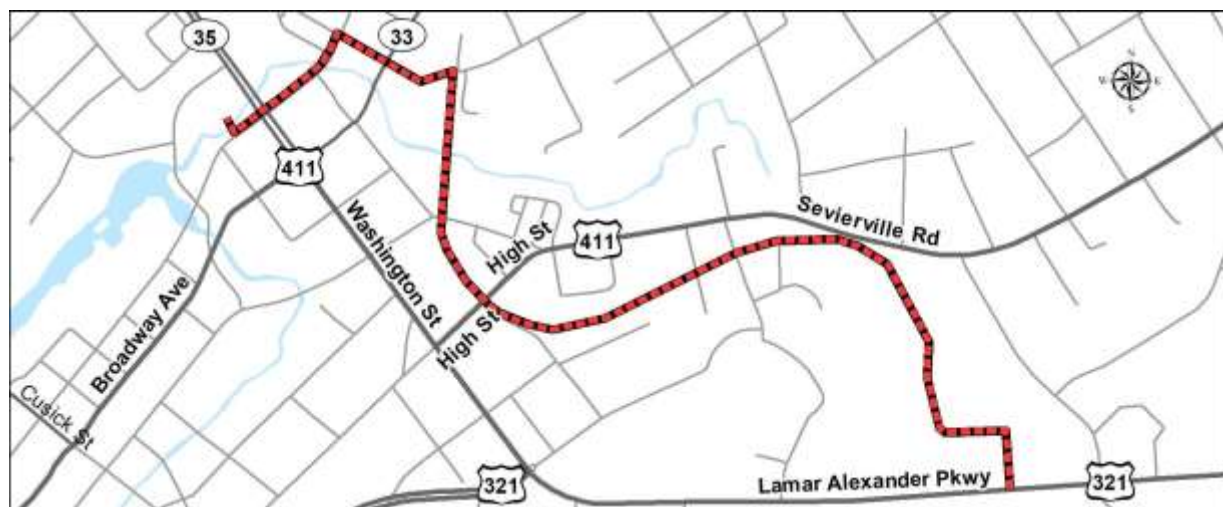 35
33
N
W E
S
411
Washington St
High St
411
Sevierville Rd
Broadway Ave
High St
Cusick St
321
Lamar Alexander Pkwy
321